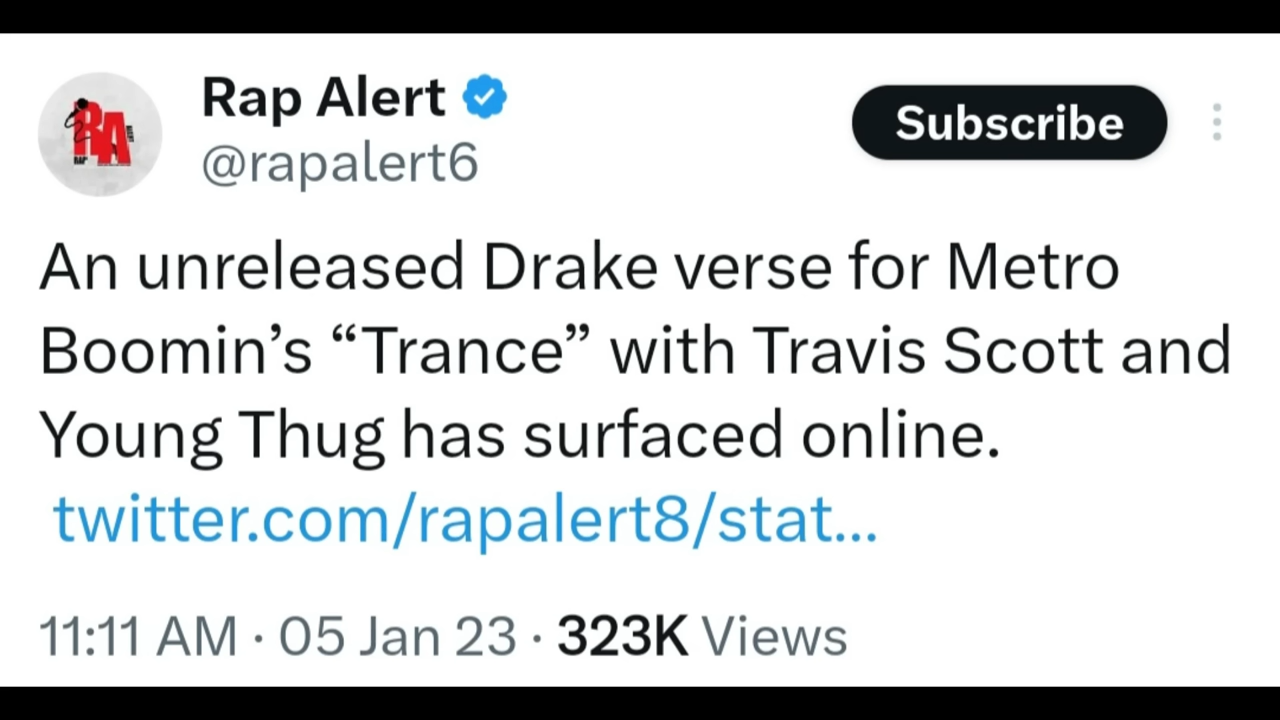 Rap Alert
@rapalert6
Subscribe
RA
An unreleased Drake verse for Metro
Boomin’s “Trance” with Travis Scott and
Young Thug has surfaced online.
twitter.com/rapalert8/stat...
11:11 AM · 05 Jan 23 · 323K Views